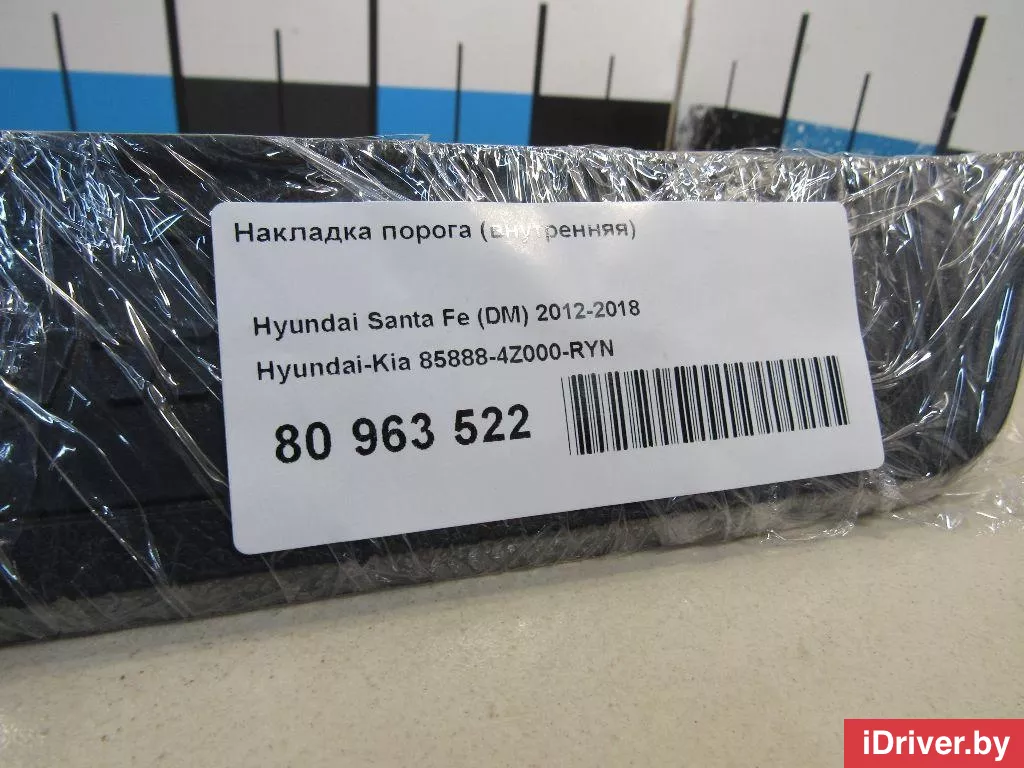 Накладка порога (внутренняя)
Hyundai Santa Fe (DM) 2012-2018
Hyundai-Kia 85888-4Z000-RYN
80 963 522
iDriver.by